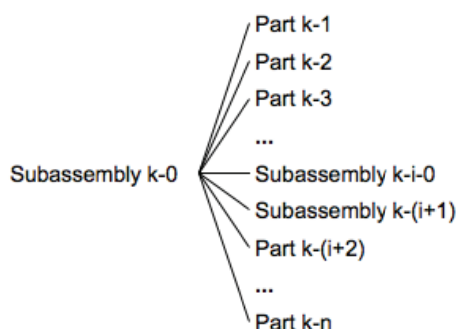 Part k-1
Part k-2
Part k-3
...
Subassembly k-0
Subassembly k-i-0
Subassembly k-(i+1)
Part k-(i+2)
...
Part k-n